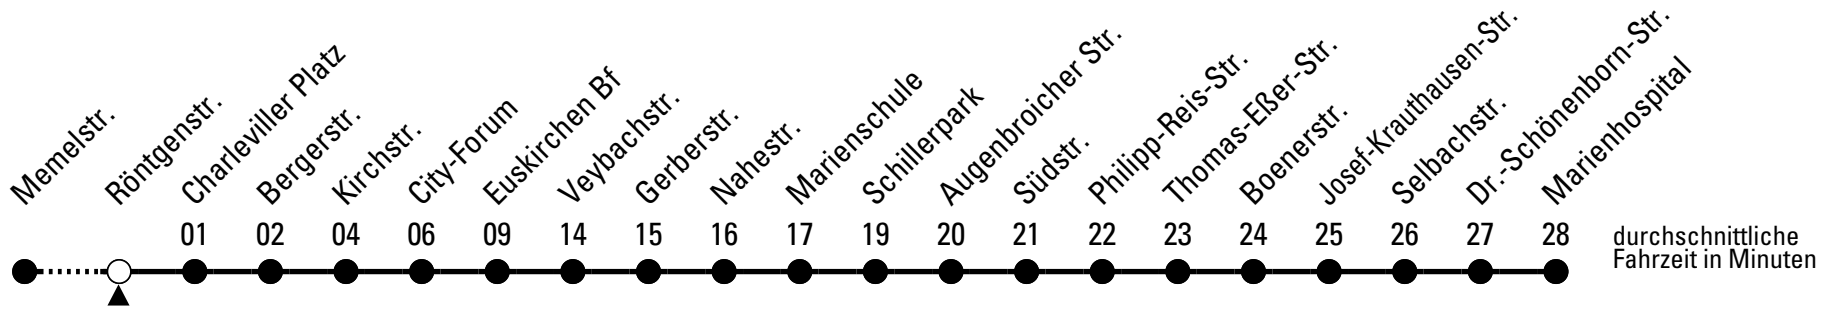 Memelstr.
Röntgenstr.
Charleviller Platz
Bergerstr.
Kirchstr.
City-Forum
Euskirchen Bf
Veybachstr.
Gerberstr.
Nahestr.
Marienschule
Schillerpark
Augenbroicher Str.
Südstr.
Philipp-Reis-Str.
Thomas-Eßer-Str.
Boenerstr.
Josef-Krauthausen-Str.
Selbachstr.
Dr.-Schönenborn-Str.
Marienhospital
01 02 04 06 09 14 15 16 17 19 20 21 22 23 24 25 26 27 28
durchschnittliche
Fahrzeit in Minuten